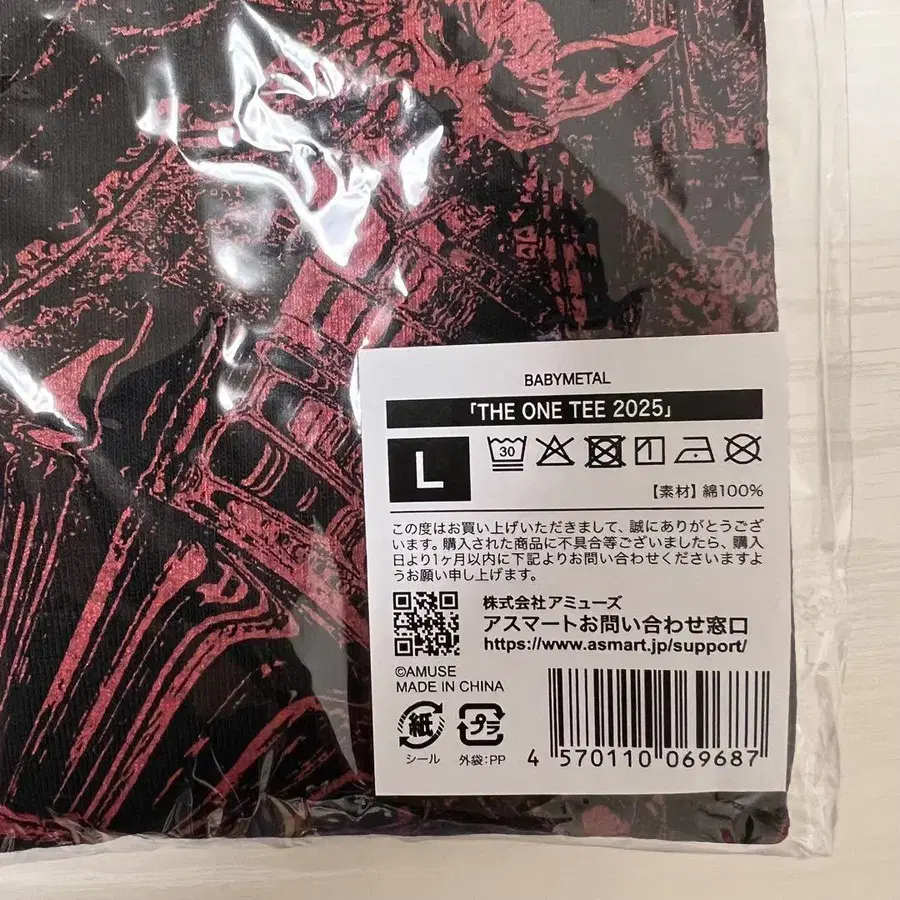 BABYMETAL
「THE ONE TEE 2025」
L
30
【素材】綿100%
この度はお買い上げいただきまして、誠にありがとうござ
います。購入された商品に不具合等ございましたら、購入
日より1ヶ月以内に下記よりお問い合わせくださいますよ
うお願い申し上げます。
株式会社アミューズ
アスマートお問い合わせ窓口
https://www.asmart.jp/support/
©AMUSE
MADE IN CHINA
紙
プラ
シール
外袋:PP
4 570110 069687